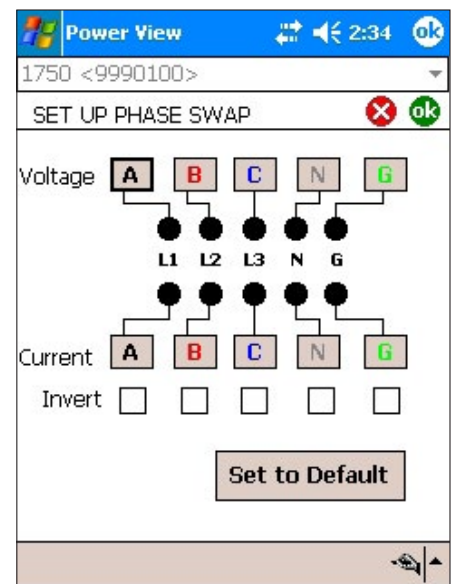 Power View 2:34 ok
1750 <9990100>
SET UP PHASE SWAP ok
Voltage A B C N G
L1 L2 L3 N G
Current A B C N G
Invert
Set to Default